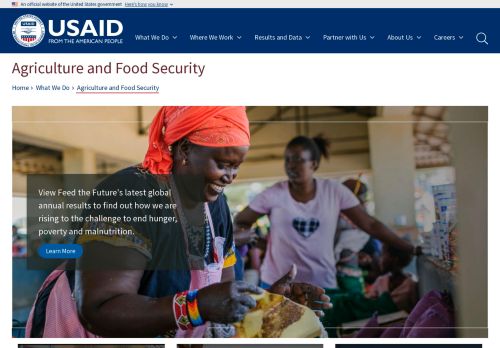 An official website of the United States government Here's how you know
USAID
FROM THE AMERICAN PEOPLE
What We Do
Where We Work
Results and Data
Partner with Us
About Us
Careers
Agriculture and Food Security
Home
What We Do
Agriculture and Food Security
View Feed the Future's latest global
annual results to find out how we are
rising to the challenge to end hunger,
poverty and malnutrition.
Learn More